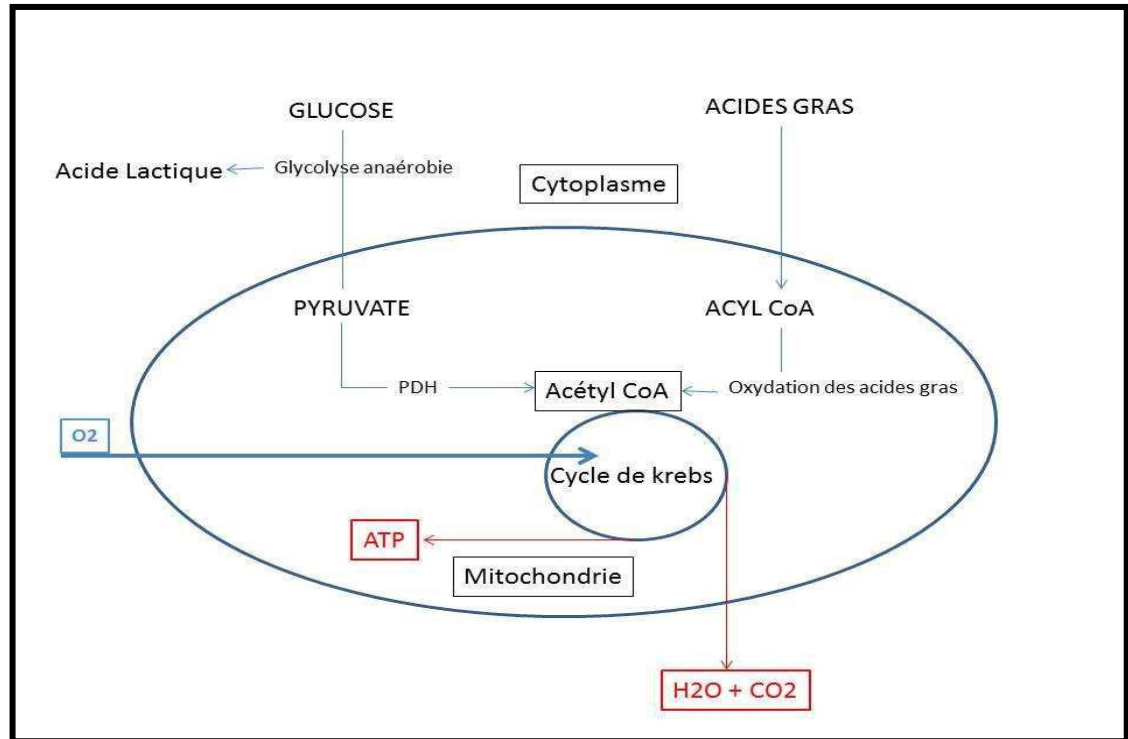 GLUCOSE
ACIDES GRAS
Acide Lactique
Glycolyse anaérobie
Cytoplasme
PYRUVATE
ACYL CoA
PDH
Acétyl CoA
Oxydation des acides gras
O2
Cycle de krebs
ATP
Mitochondrie
H2O + CO2